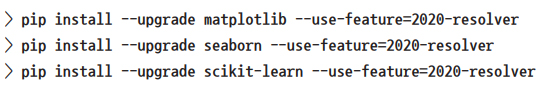 > pip install --upgrade matplotlib --use-feature=2020-resolver
> pip install --upgrade seaborn --use-feature=2020-resolver
> pip install --upgrade scikit-learn --use-feature=2020-resolver